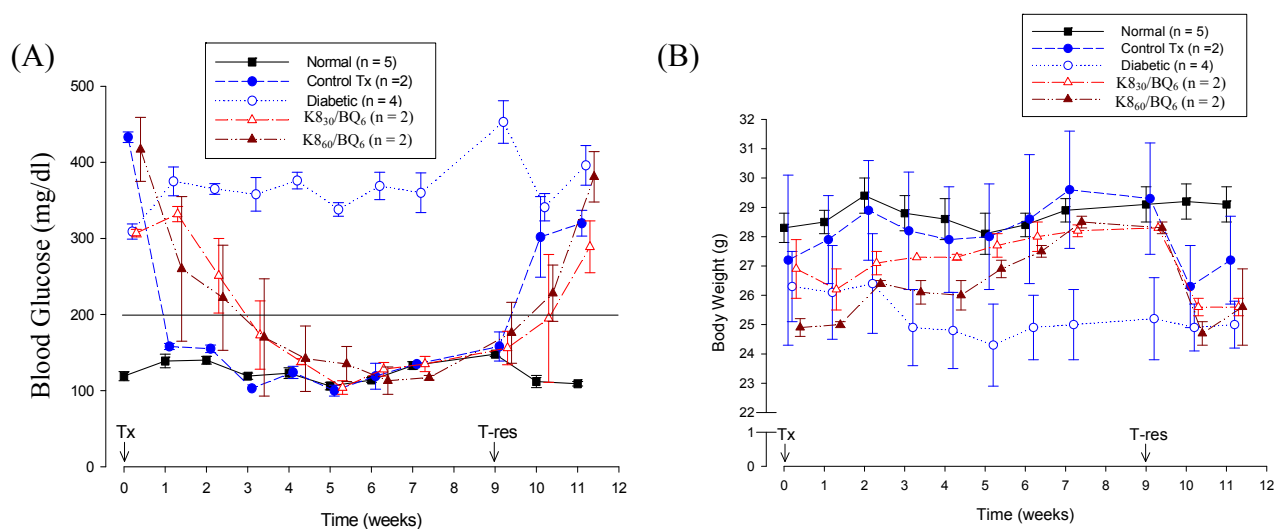 (A)
Normal (n = 5)
Control Tx (n =2)
Diabetic (n = 4)
K8₃₀/BQ₆ (n = 2)
K8₆₀/BQ₆ (n = 2)
Blood Glucose (mg/dl)
500
400
300
200
100
0
Tx
T-res
0 1 2 3 4 5 6 7 8 9 10 11 12
Time (weeks)
(B)
Normal (n = 5)
Control Tx (n =2)
Diabetic (n = 4)
K8₃₀/BQ₆ (n = 2)
K8₆₀/BQ₆ (n = 2)
Body Weight (g)
32
31
30
29
28
27
26
25
24
23
22
1
0
Tx
T-res
0 1 2 3 4 5 6 7 8 9 10 11 12
Time (weeks)